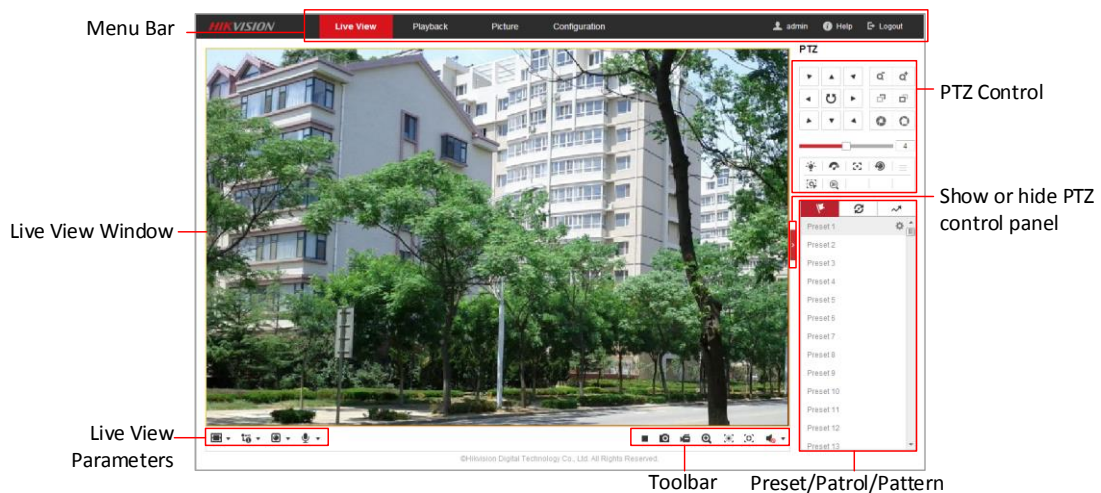 Menu Bar
HIKVISION
Live View
Playback
Picture
Configuration
admin
Help
Logout
PTZ
PTZ Control
4
Show or hide PTZ
control panel
Live View Window
Preset 1
Preset 2
Preset 3
Preset 4
Preset 5
Preset 6
Preset 7
Preset 8
Preset 9
Preset 10
Preset 11
Preset 12
Preset 13
Live View
Parameters
©Hikvision Digital Technology Co., Ltd. All Rights Reserved.
Toolbar
Preset/Patrol/Pattern